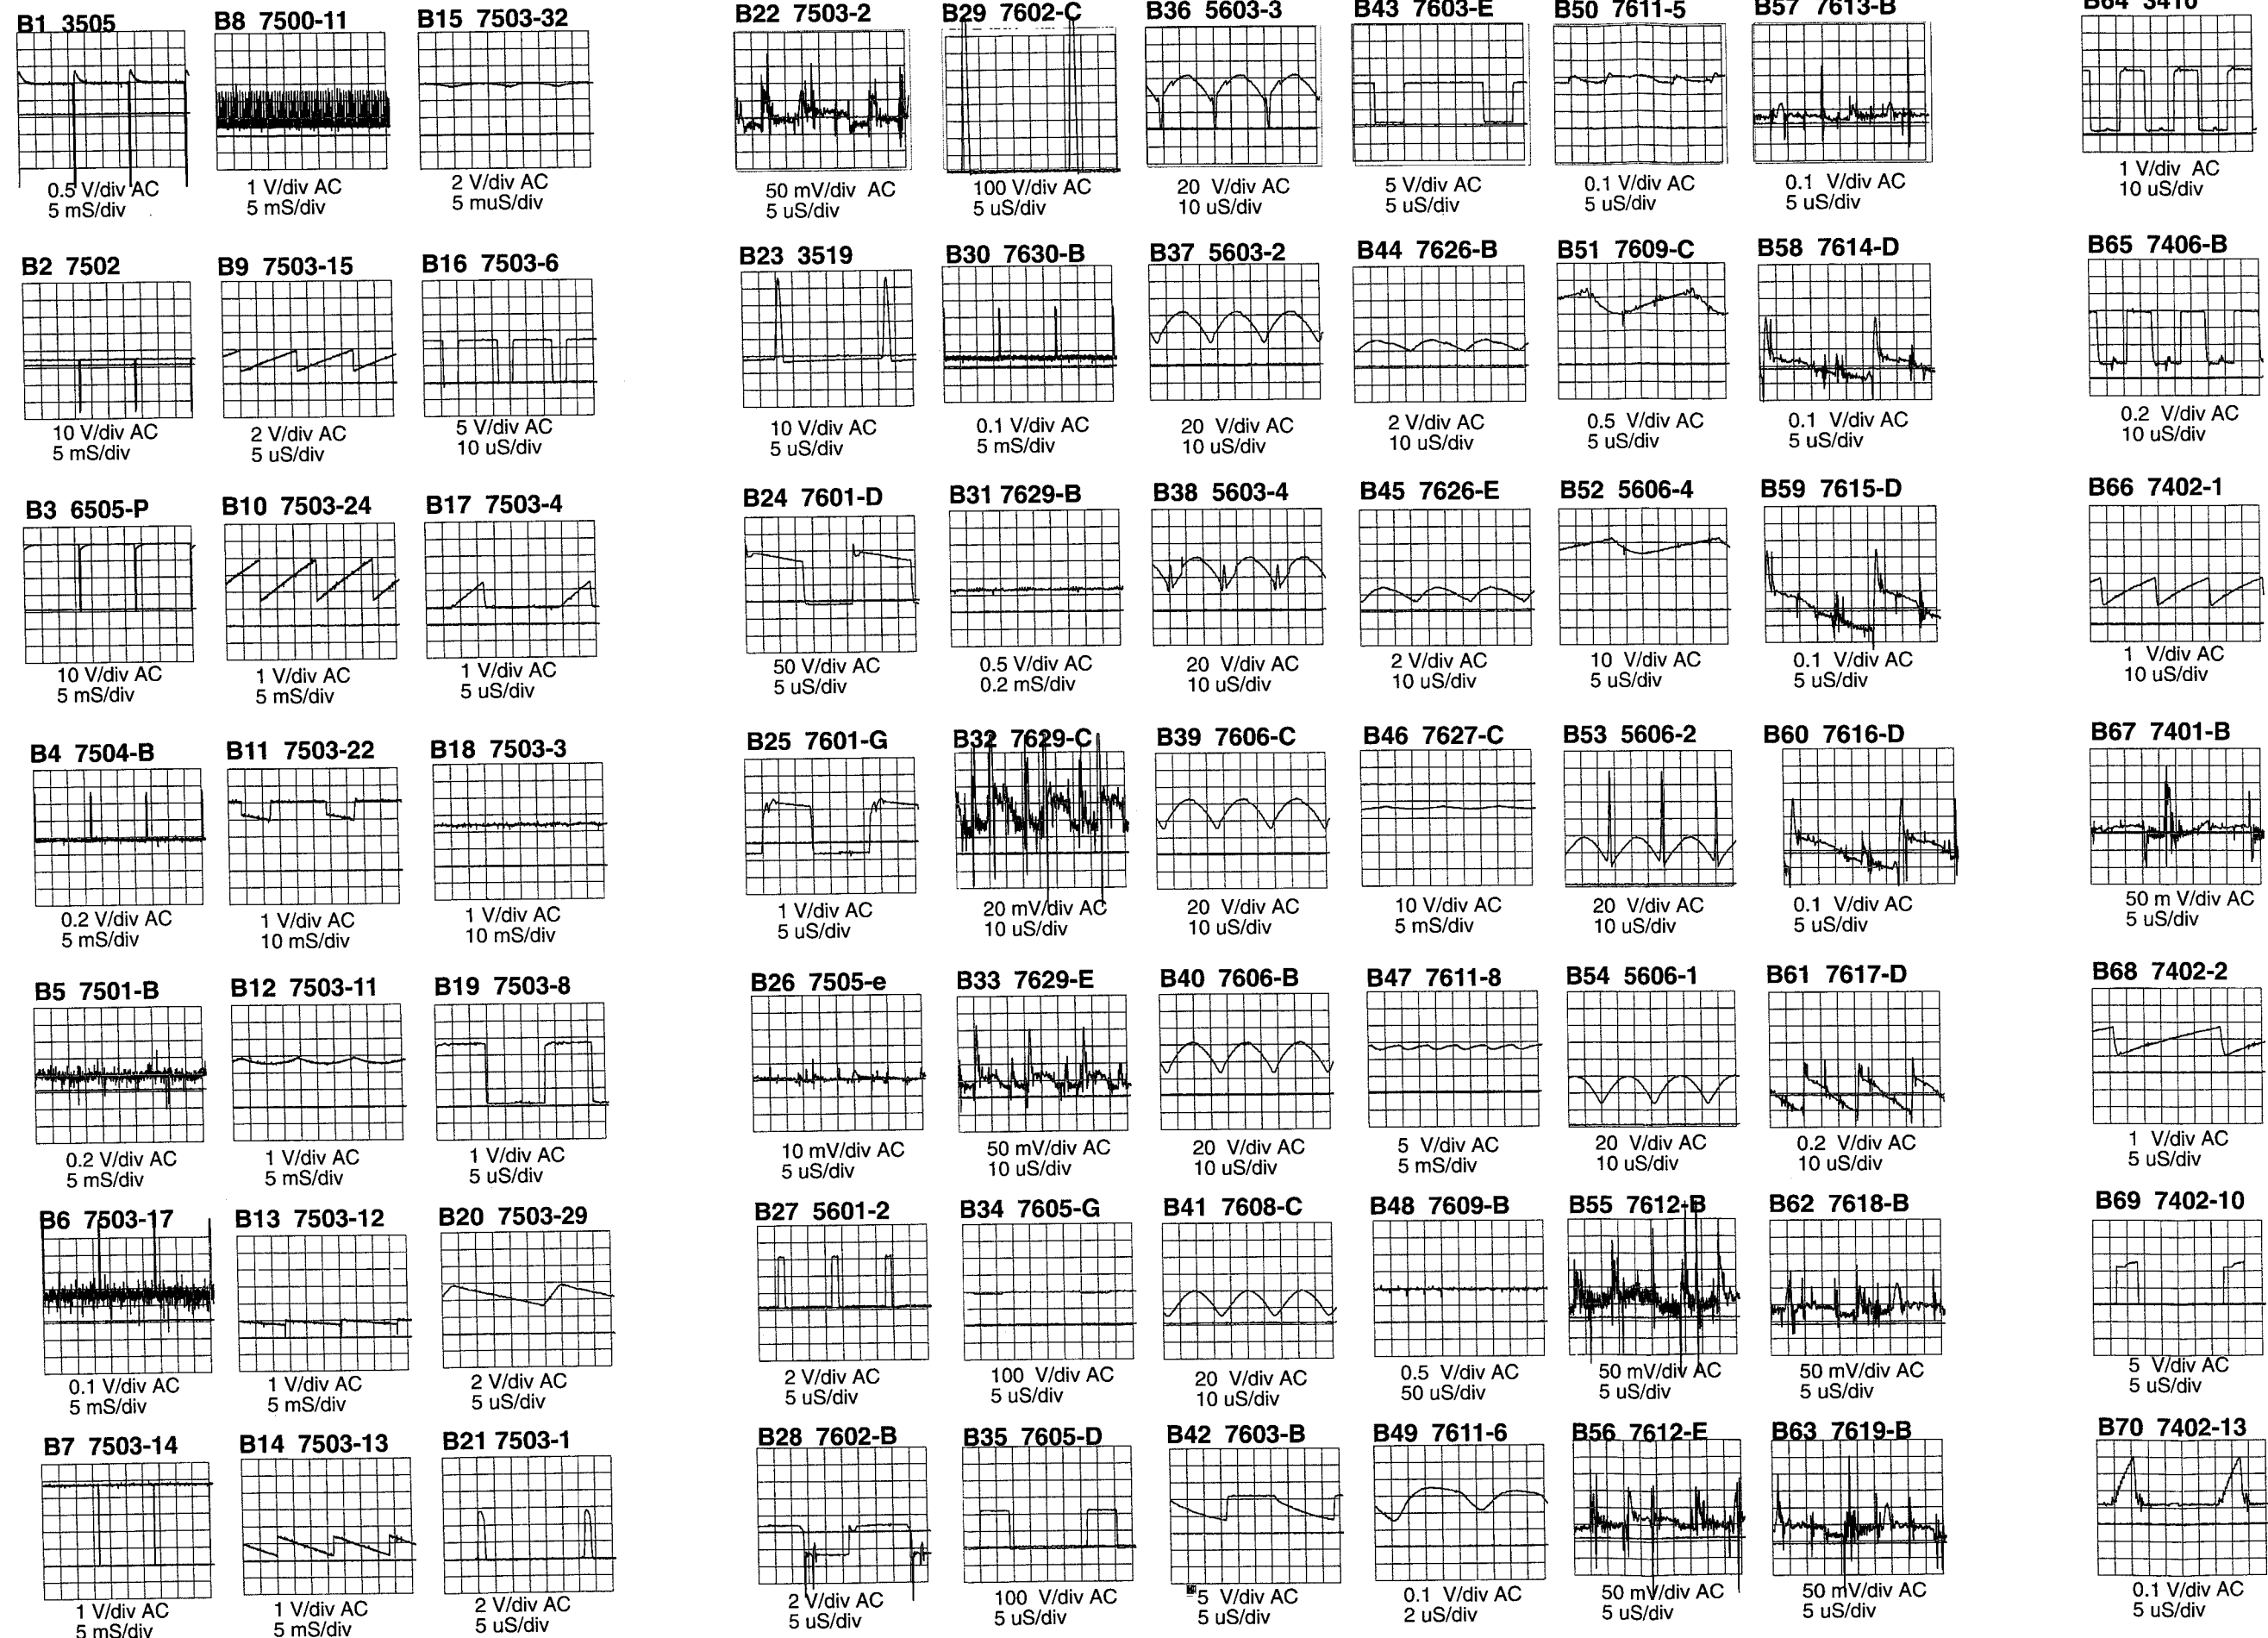 B1 3505
0.5 V/div AC
5 mS/div
B2 7502
10 V/div AC
5 mS/div
B3 6505-P
10 V/div AC
5 mS/div
B4 7504-B
0.2 V/div AC
5 mS/div
B5 7501-B
0.2 V/div AC
5 mS/div
B6 7503-17
0.1 V/div AC
5 mS/div
B7 7503-14
1 V/div AC
5 mS/div
B8 7500-11
1 V/div AC
5 mS/div
B9 7503-15
2 V/div AC
5 uS/div
B10 7503-24
1 V/div AC
5 mS/div
B11 7503-22
1 V/div AC
10 mS/div
B12 7503-11
1 V/div AC
5 mS/div
B13 7503-12
1 V/div AC
5 mS/div
B14 7503-13
1 V/div AC
5 mS/div
B15 7503-32
2 V/div AC
5 muS/div
B16 7503-6
5 V/div AC
10 uS/div
B17 7503-4
1 V/div AC
5 uS/div
B18 7503-3
1 V/div AC
10 mS/div
B19 7503-8
1 V/div AC
5 uS/div
B20 7503-29
2 V/div AC
5 uS/div
B21 7503-1
2 V/div AC
5 uS/div
B22 7503-2
50 mV/div AC
5 uS/div
B23 3519
10 V/div AC
5 uS/div
B24 7601-D
50 V/div AC
5 uS/div
B25 7601-G
1 V/div AC
5 uS/div
B26 7505-e
10 mV/div AC
5 uS/div
B27 5601-2
2 V/div AC
5 uS/div
B28 7602-B
2 V/div AC
5 uS/div
B29 7602-C
100 V/div AC
5 uS/div
B30 7630-B
0.1 V/div AC
5 mS/div
B31 7629-B
0.5 V/div AC
0.2 mS/div
B32 7629-C
20 mV/div AC
10 uS/div
B33 7629-E
50 mV/div AC
10 uS/div
B34 7605-G
100 V/div AC
5 uS/div
B35 7605-D
100 V/div AC
5 uS/div
B36 5603-3
20 V/div AC
10 uS/div
B37 5603-2
20 V/div AC
10 uS/div
B38 5603-4
20 V/div AC
10 uS/div
B39 7606-C
20 V/div AC
10 uS/div
B40 7606-B
20 V/div AC
10 uS/div
B41 7608-C
20 V/div AC
10 uS/div
B42 7603-B
5 V/div AC
5 uS/div
B43 7603-E
5 V/div AC
5 uS/div
B44 7626-B
2 V/div AC
10 uS/div
B45 7626-E
2 V/div AC
10 uS/div
B46 7627-C
10 V/div AC
5 mS/div
B47 7611-8
5 V/div AC
5 mS/div
B48 7609-B
0.5 V/div AC
50 uS/div
B49 7611-6
0.1 V/div AC
2 uS/div
B50 7611-5
0.1 V/div AC
5 uS/div
B51 7609-C
0.5 V/div AC
5 uS/div
B52 5606-4
10 V/div AC
5 uS/div
B53 5606-2
20 V/div AC
10 uS/div
B54 5606-1
20 V/div AC
10 uS/div
B55 7612-B
50 mV/div AC
5 uS/div
B56 7612-E
50 mV/div AC
5 uS/div
B57 7613-B
0.1 V/div AC
5 uS/div
B58 7614-D
0.1 V/div AC
5 uS/div
B59 7615-D
0.1 V/div AC
5 uS/div
B60 7616-D
0.1 V/div AC
5 uS/div
B61 7617-D
0.2 V/div AC
10 uS/div
B62 7618-B
50 mV/div AC
5 uS/div
B63 7619-B
50 mV/div AC
5 uS/div
B64 3410
1 V/div AC
10 uS/div
B65 7406-B
0.2 V/div AC
10 uS/div
B66 7402-1
1 V/div AC
10 uS/div
B67 7401-B
50 m V/div AC
5 uS/div
B68 7402-2
1 V/div AC
5 uS/div
B69 7402-10
5 V/div AC
5 uS/div
B70 7402-13
0.1 V/div AC
5 uS/div